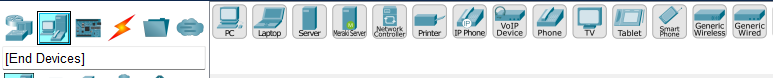 PC
Laptop
Server
Meraki Server
Network
Controller
Printer
IP
IP Phone
VoIP
Device
Phone
TV
Tablet
Smart
Phone
Generic
Wireless
Generic
Wired
[End Devices]